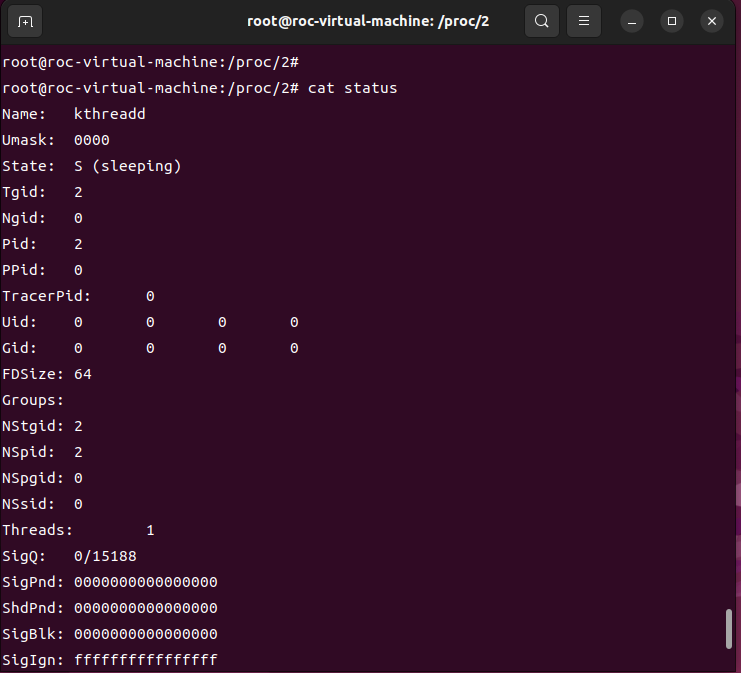 root@roc-virtual-machine: /proc/2
root@roc-virtual-machine:/proc/2#
root@roc-virtual-machine:/proc/2# cat status
Name:   kthreadd
Umask:  0000
State:  S (sleeping)
Tgid:   2
Ngid:   0
Pid:    2
PPid:   0
TracerPid:      0
Uid:    0       0       0       0
Gid:    0       0       0       0
FDSize: 64
Groups:
NStgid: 2
NSpid:  2
NSpgid: 0
NSsid:  0
Threads:        1
SigQ:   0/15188
SigPnd: 0000000000000000
ShdPnd: 0000000000000000
SigBlk: 0000000000000000
SigIgn: ffffffffffffffff